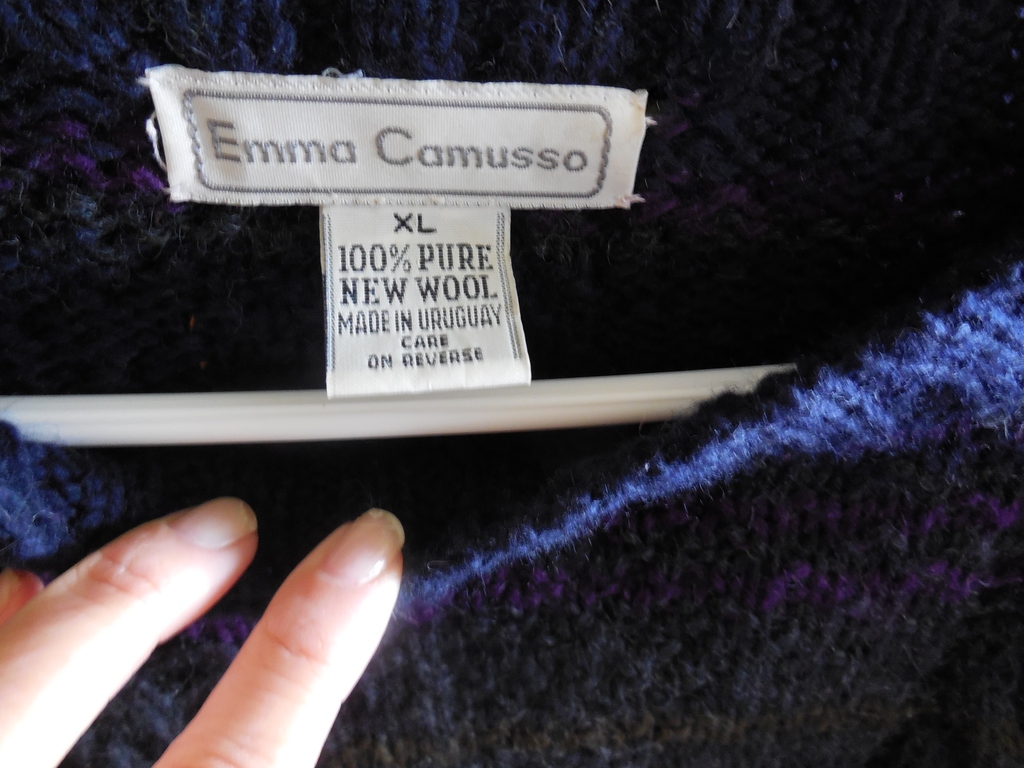 Emma Camusso
XL
100% PURE
NEW WOOL
MADE IN URUGUAY
CARE
ON REVERSE